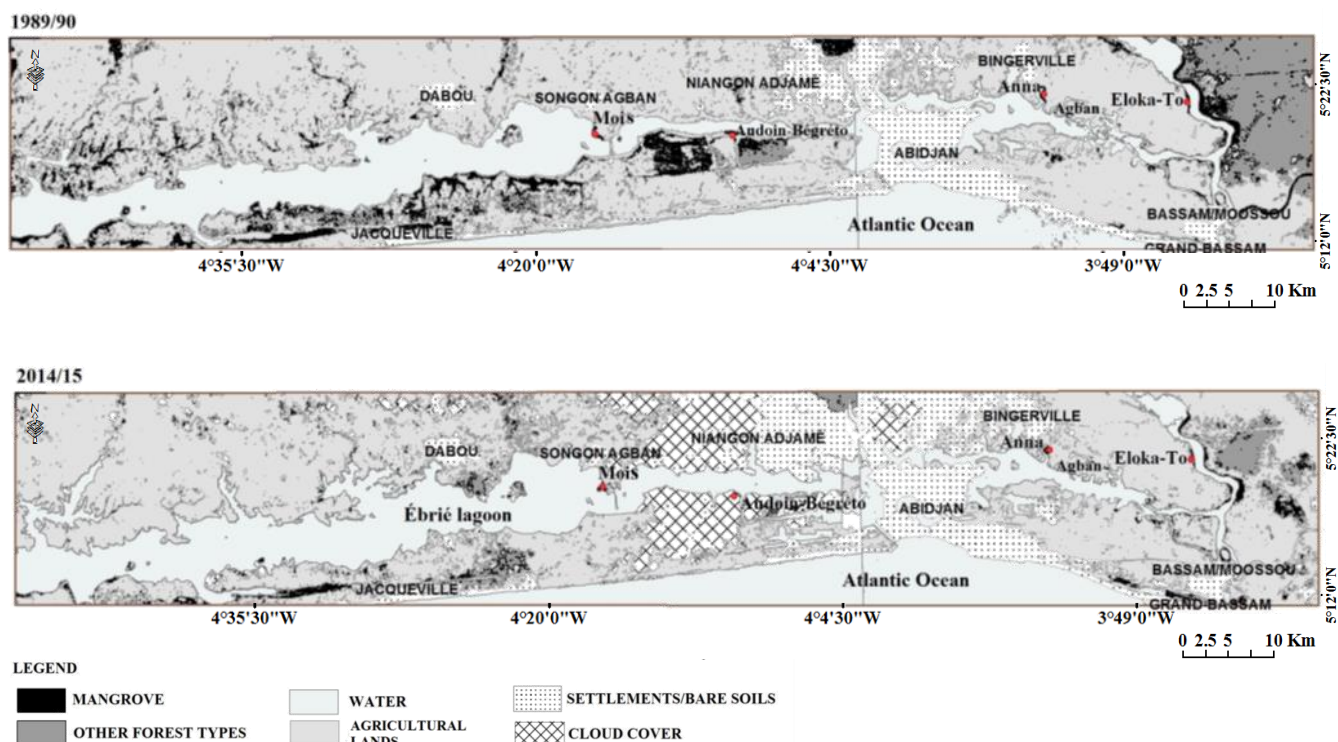 1989/90
N
BINGERVILLE
NIANGON ADJAMÉ
Anna
DABOU
SONGON AGBAN
Eloka-To
Agban
Mois
Audoin-Bégréto
ABIDJAN
BASSAM/MOOSSOU
Atlantic Ocean
JACQUEVILLE
GRAND BASSAM
5°22'30"N
5°12'0"N
4°35'30"W
4°20'0"W
4°4'30"W
3°49'0"W
0 2.5 5 10 Km
2014/15
N
BINGERVILLE
NIANGON ADJAMÉ
Anna
DABOU
SONGON AGBAN
Eloka-To
Agban
Mois
Audoin-Bégréto
Ébrié lagoon
ABIDJAN
BASSAM/MOOSSOU
Atlantic Ocean
JACQUEVILLE
GRAND BASSAM
5°22'30"N
5°12'0"N
4°35'30"W
4°20'0"W
4°4'30"W
3°49'0"W
0 2.5 5 10 Km
LEGEND
MANGROVE
WATER
SETTLEMENTS/BARE SOILS
OTHER FOREST TYPES
AGRICULTURAL
LANDS
CLOUD COVER